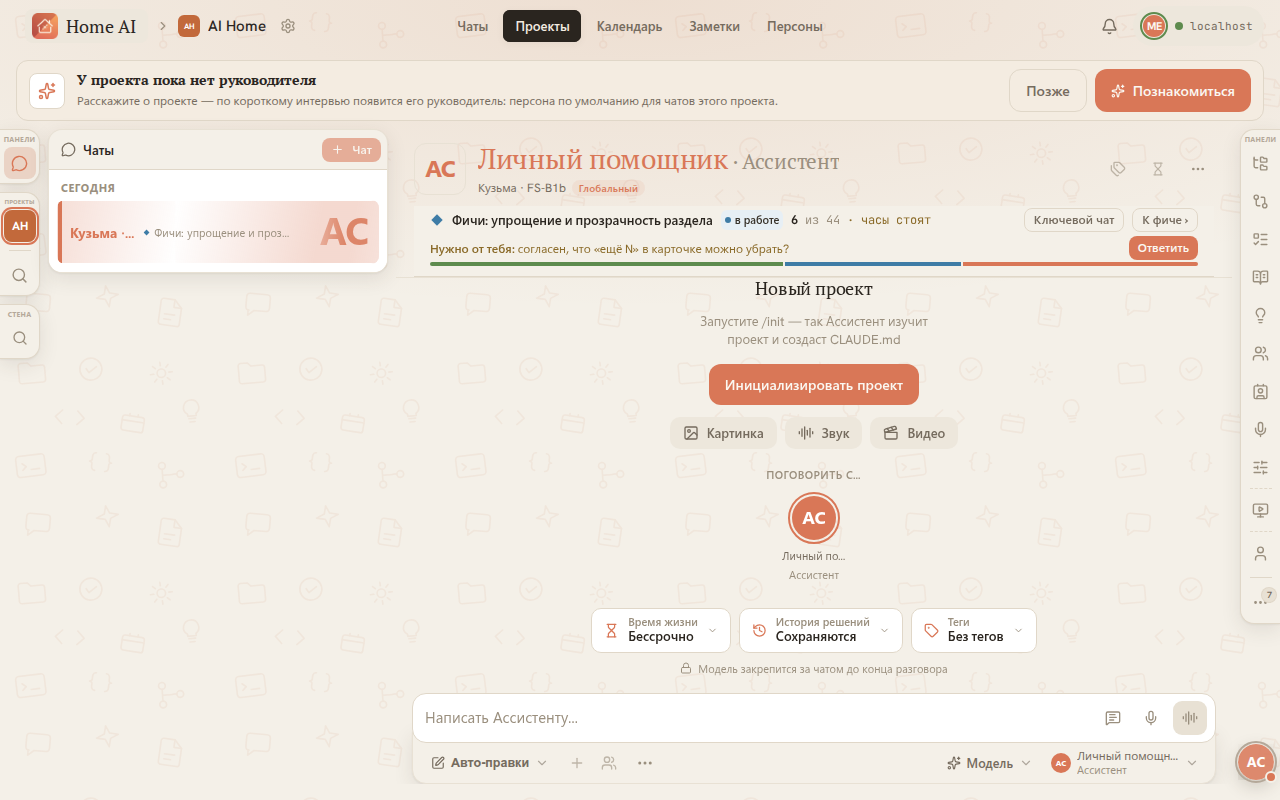 Home AI
AH
AI Home
Чаты
Проекты
Календарь
Заметки
Персоны
ME
localhost
У проекта пока нет руководителя
Расскажите о проекте — по короткому интервью появится его руководитель: персона по умолчанию для чатов этого проекта.
Позже
Познакомиться
ПАНЕЛИ
ПРОЕКТЫ
AH
СТЕНА
Чаты
Чат
СЕГОДНЯ
Кузьма ·...
Фичи: упрощение и проз...
АС
АС
Личный помощник · Ассистент
Кузьма · FS-B1b
Глобальный
Фичи: упрощение и прозрачность раздела
в работе
6 из 44 · часы стоят
Ключевой чат
К фиче ›
Нужно от тебя: согласен, что «ещё N» в карточке можно убрать?
Ответить
Новый проект
Запустите /init — так Ассистент изучит
проект и создаст CLAUDE.md
Инициализировать проект
Картинка
Звук
Видео
ПОГОВОРИТЬ С...
АС
Личный по...
Ассистент
Время жизни
Бессрочно
История решений
Сохраняются
Теги
Без тегов
Модель закрепится за чатом до конца разговора
Написать Ассистенту...
Авто-правки
Модель
АС
Личный помощн...
Ассистент
ПАНЕЛИ
7
АС